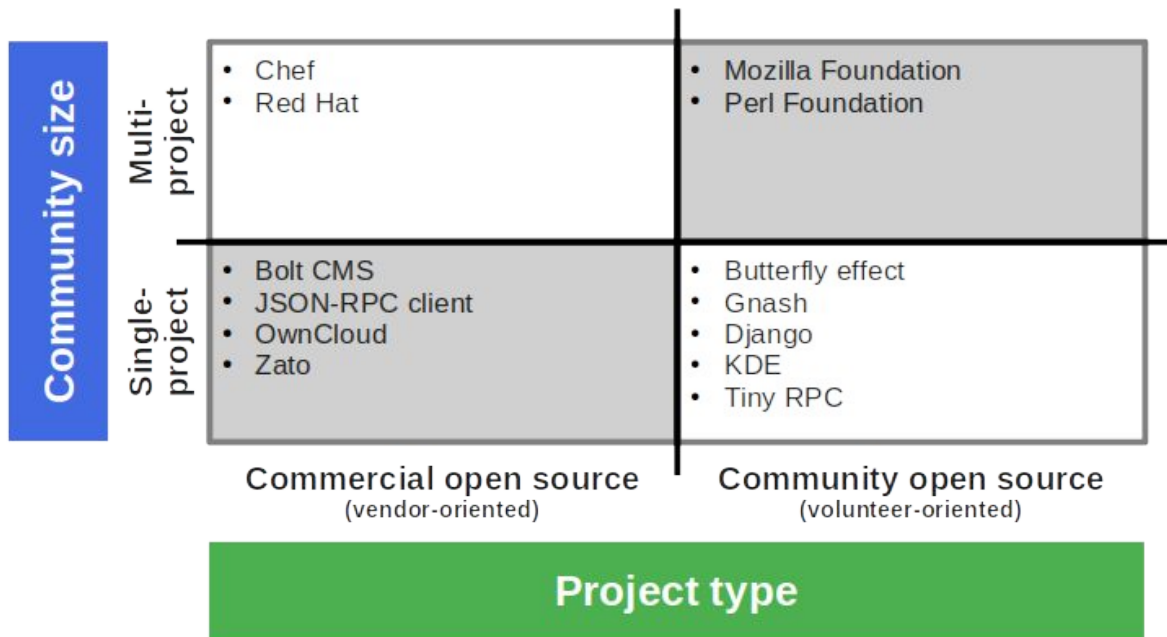 Community size
Multi-
project
• Chef
• Red Hat
• Mozilla Foundation
• Perl Foundation
Single-
project
• Bolt CMS
• JSON-RPC client
• OwnCloud
• Zato
• Butterfly effect
• Gnash
• Django
• KDE
• Tiny RPC
Commercial open source
(vendor-oriented)
Community open source
(volunteer-oriented)
Project type